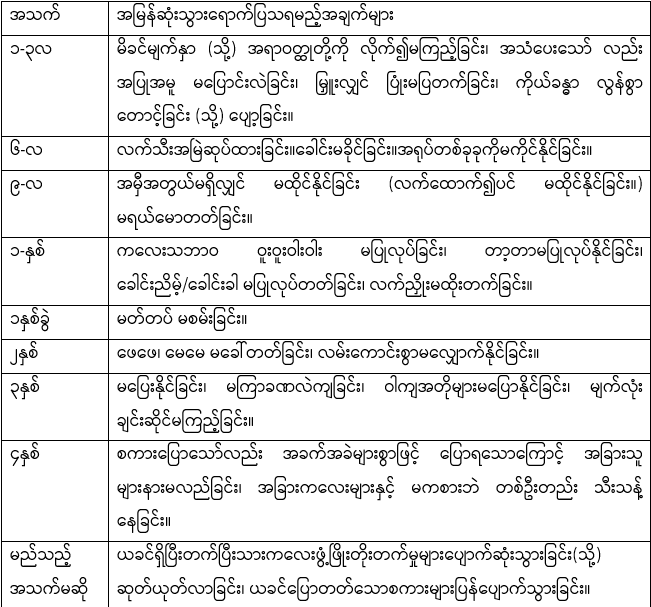 အသက် အမြန်ဆုံးသွားရောက်ပြသရမည့်အချက်များ
၁-၃လ မိခင်မျက်နှာ (သို့) အရာဝတ္ထုတို့ကို လိုက်၍မကြည့်ခြင်း၊ အသံပေးသော် လည်း
အပြုအမူ မပြောင်းလဲခြင်း၊ မြှူးလျှင် ပြုံးမပြတက်ခြင်း၊ ကိုယ်ခန္ဓာ လွန်စွာ
တောင့်ခြင်း (သို့) ပျော့ခြင်း။
၆-လ လက်သီးအမြဲဆုပ်ထားခြင်း။ခေါင်းမခိုင်ခြင်း။အရုပ်တစ်ခုခုကိုမကိုင်နိုင်ခြင်း။
၉-လ အမှီအတွယ်မရှိလျှင် မထိုင်နိုင်ခြင်း (လက်ထောက်၍ပင် မထိုင်နိုင်ခြင်း။)
မရယ်မောတတ်ခြင်း။
၁-နှစ် ကလေးသဘာဝ ဝူးဝူးဝါးဝါး မပြုလုပ်ခြင်း၊ တာ့တာမပြုလုပ်နိုင်ခြင်း၊
ခေါင်းညိမ့်/ခေါင်းခါ မပြုလုပ်တတ်ခြင်း၊ လက်ညှိုးမထိုးတက်ခြင်း။
၁နှစ်ခွဲ မတ်တပ် မစမ်းခြင်း။
၂နှစ် ဖေဖေ၊ မေမေ မခေါ်တတ်ခြင်း၊ လမ်းကောင်းစွာမလျှောက်နိုင်ခြင်း။
၃နှစ် မပြေးနိုင်ခြင်း၊ မကြာခဏလဲကျခြင်း၊ ဝါကျအတိုများမပြောနိုင်ခြင်း၊ မျက်လုံး
ချင်းဆိုင်မကြည့်ခြင်း။
၄နှစ် စကားပြောသော်လည်း အခက်အခဲများစွာဖြင့် ပြောရသောကြောင့် အခြားသူ
များနားမလည်ခြင်း၊ အခြားကလေးများနှင့် မကစားဘဲ တစ်ဦးတည်း သီးသန့်
နေခြင်း။
မည်သည့် ယခင်ရှိပြီးတက်ပြီးသားကလေးဖွံ့ဖြိုးတိုးတက်မှုများပျောက်ဆုံးသွားခြင်း(သို့)
အသက်မဆို ဆုတ်ယုတ်လာခြင်း၊ ယခင်ပြောတတ်သောစကားများပြန်ပျောက်သွားခြင်း။